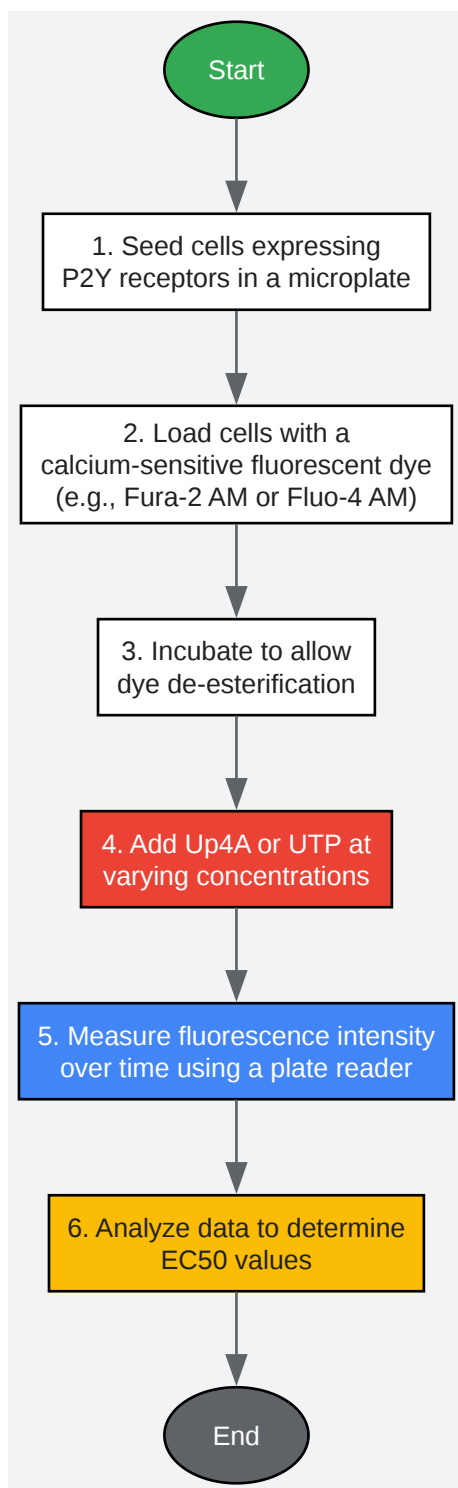 Start
1. Seed cells expressing
P2Y receptors in a microplate
2. Load cells with a
calcium-sensitive fluorescent dye
(e.g., Fura-2 AM or Fluo-4 AM)
3. Incubate to allow
dye de-esterification
4. Add Up4A or UTP at
varying concentrations
5. Measure fluorescence intensity
over time using a plate reader
6. Analyze data to determine
EC50 values
End